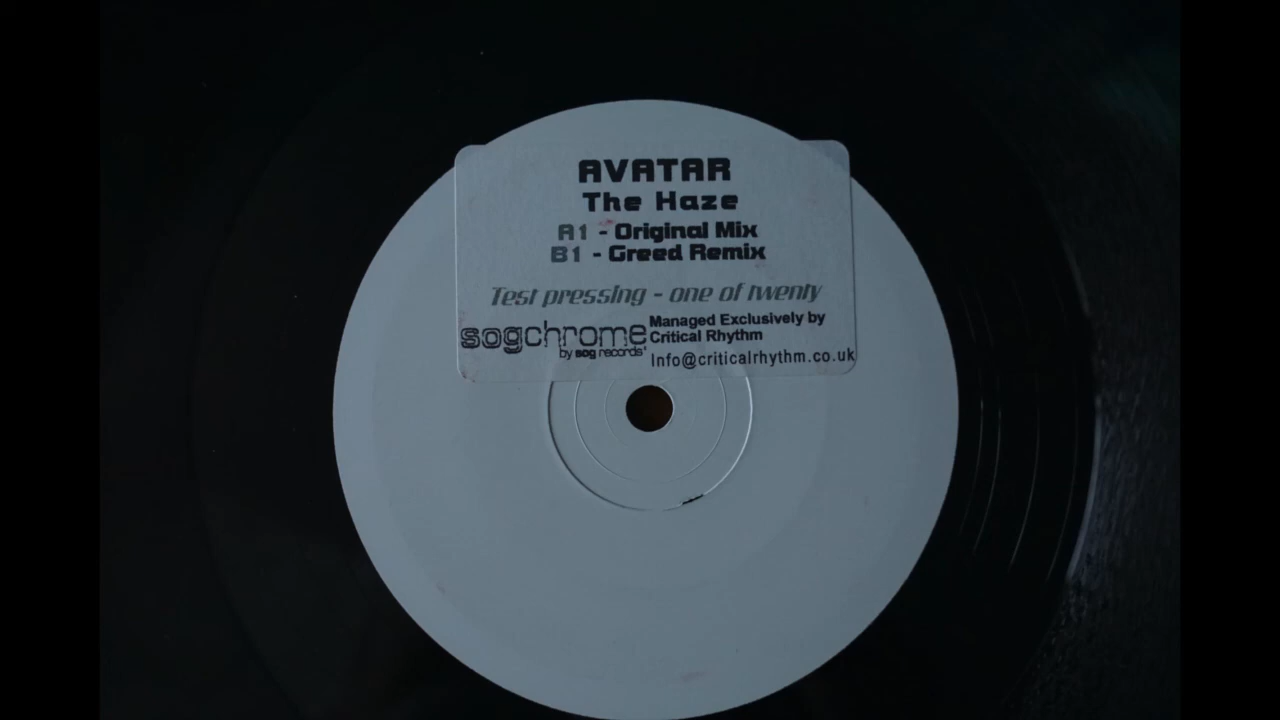 AVATAR
The Haze
A1 - Original Mix
B1 - Greed Remix
Test pressing - one of twenty
sogchrome
by sog records
Managed Exclusively by
Critical Rhythm
Info@criticalrhythm.co.uk